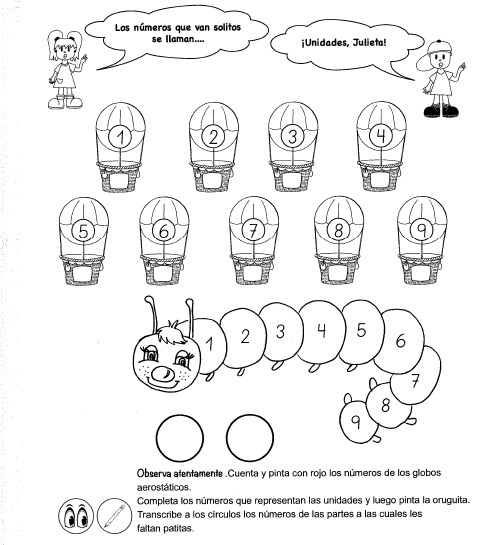 Los números que van solitos
se llaman....
¡Unidades, Julieta!
1 2 3 4
5 6 7 8 9
1 2 3 4 5 6 7 8 9
Observa atentamente .Cuenta y pinta con rojo los números de los globos
aerostáticos.
Completa los números que representan las unidades y luego pinta la oruguita.
Transcribe a los circulos los números de las partes a las cuales les
faltan patitas.